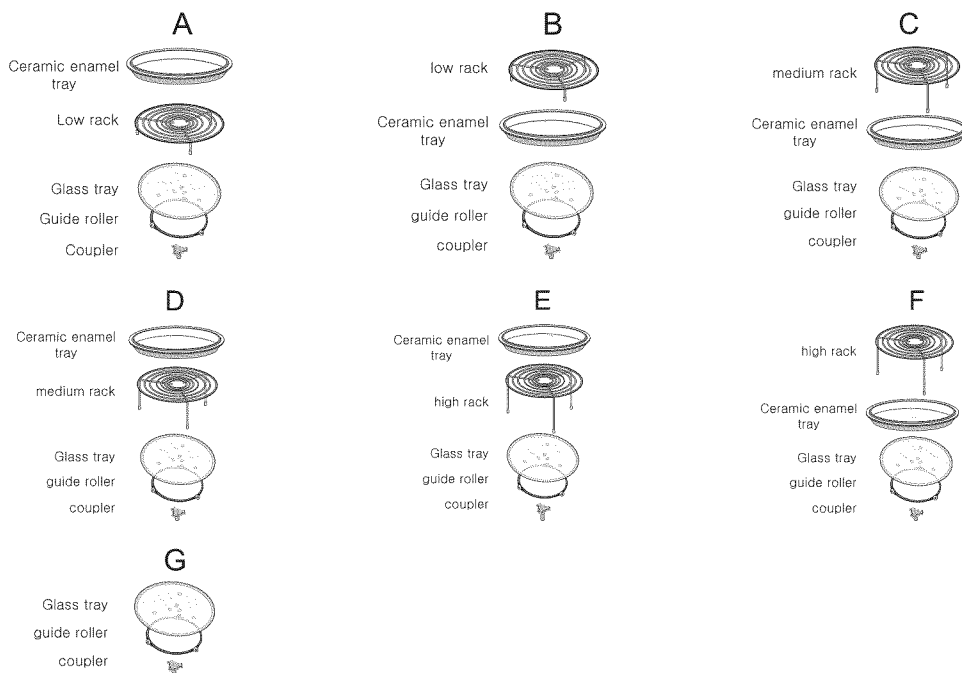 A
Ceramic enamel
tray
Low rack
Glass tray
Guide roller
Coupler
B
low rack
Ceramic enamel
tray
Glass tray
guide roller
coupler
C
medium rack
Ceramic enamel
tray
Glass tray
guide roller
coupler
D
Ceramic enamel
tray
medium rack
Glass tray
guide roller
coupler
E
Ceramic enamel
tray
high rack
Glass tray
guide roller
coupler
F
high rack
Ceramic enamel
tray
Glass tray
guide roller
coupler
G
Glass tray
guide roller
coupler